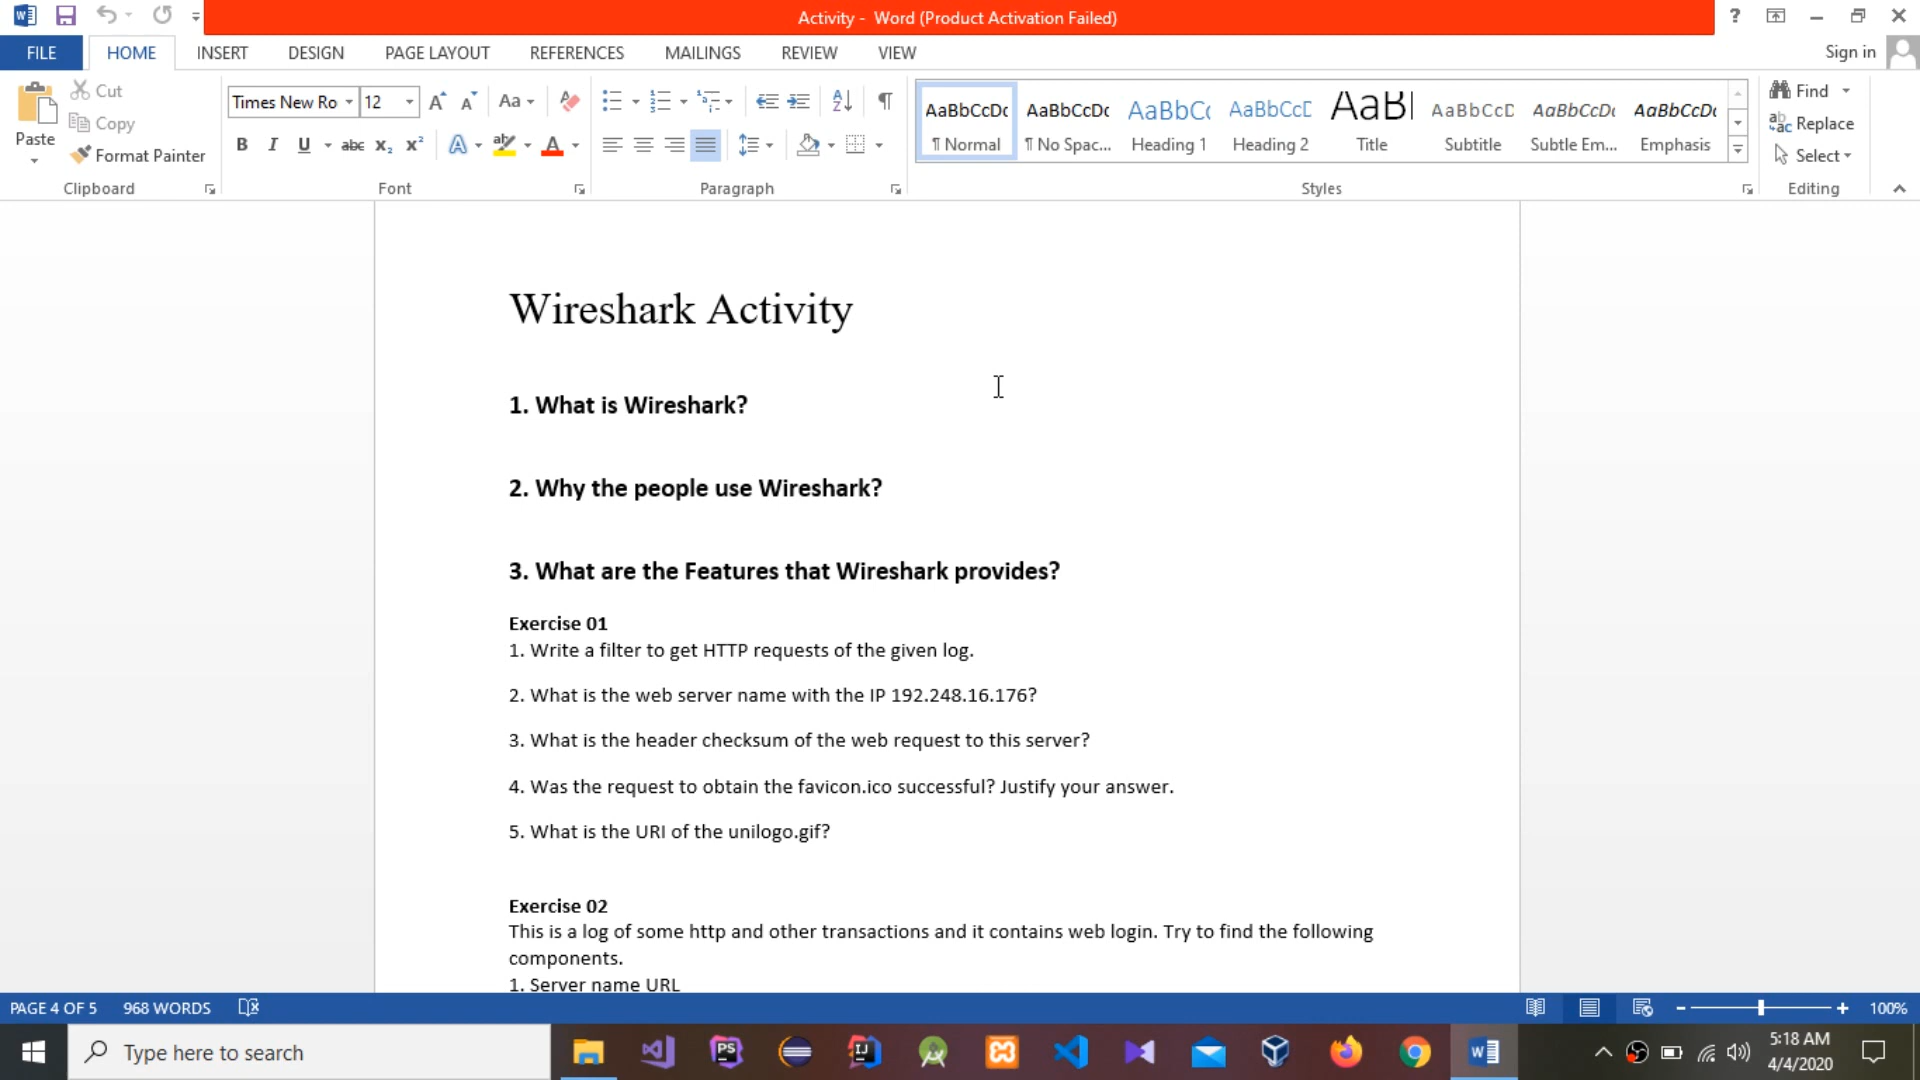 Activity - Word (Product Activation Failed)
FILE HOME INSERT DESIGN PAGE LAYOUT REFERENCES MAILINGS REVIEW VIEW Sign in
Paste
Cut
Copy
Format Painter
Clipboard
Times New Ro 12
Font
Paragraph
AaBbCcDc AaBbCcDc AaBbCc AaBbCcD AaBl AaBbCcD AaBbCcDc AaBbCcDc
¶ Normal ¶ No Spac... Heading 1 Heading 2 Title Subtitle Subtle Em... Emphasis
Styles
Find
Replace
Select
Editing
Wireshark Activity
1. What is Wireshark?
2. Why the people use Wireshark?
3. What are the Features that Wireshark provides?
Exercise 01
1. Write a filter to get HTTP requests of the given log.
2. What is the web server name with the IP 192.248.16.176?
3. What is the header checksum of the web request to this server?
4. Was the request to obtain the favicon.ico successful? Justify your answer.
5. What is the URI of the unilogo.gif?
Exercise 02
This is a log of some http and other transactions and it contains web login. Try to find the following
components.
1. Server name URL
PAGE 4 OF 5 968 WORDS 100%
Type here to search
5:18 AM
4/4/2020